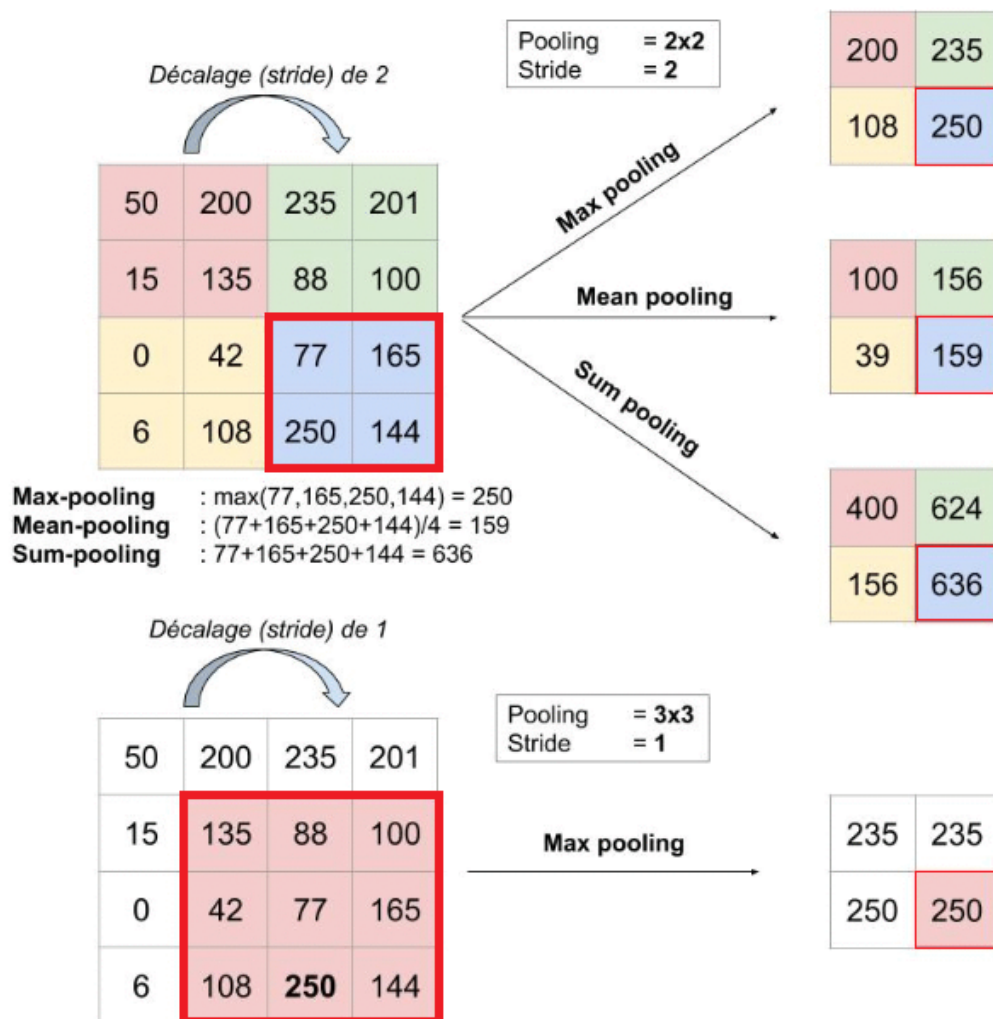 Décalage (stride) de 2
Pooling = 2x2
Stride = 2
50 200 235 201
15 135 88 100
0 42 77 165
6 108 250 144
Max pooling
200 235
108 250
Mean pooling
100 156
39 159
Sum pooling
400 624
156 636
Max-pooling : max(77,165,250,144) = 250
Mean-pooling : (77+165+250+144)/4 = 159
Sum-pooling : 77+165+250+144 = 636
Décalage (stride) de 1
Pooling = 3x3
Stride = 1
50 200 235 201
15 135 88 100
0 42 77 165
6 108 250 144
Max pooling
235 235
250 250